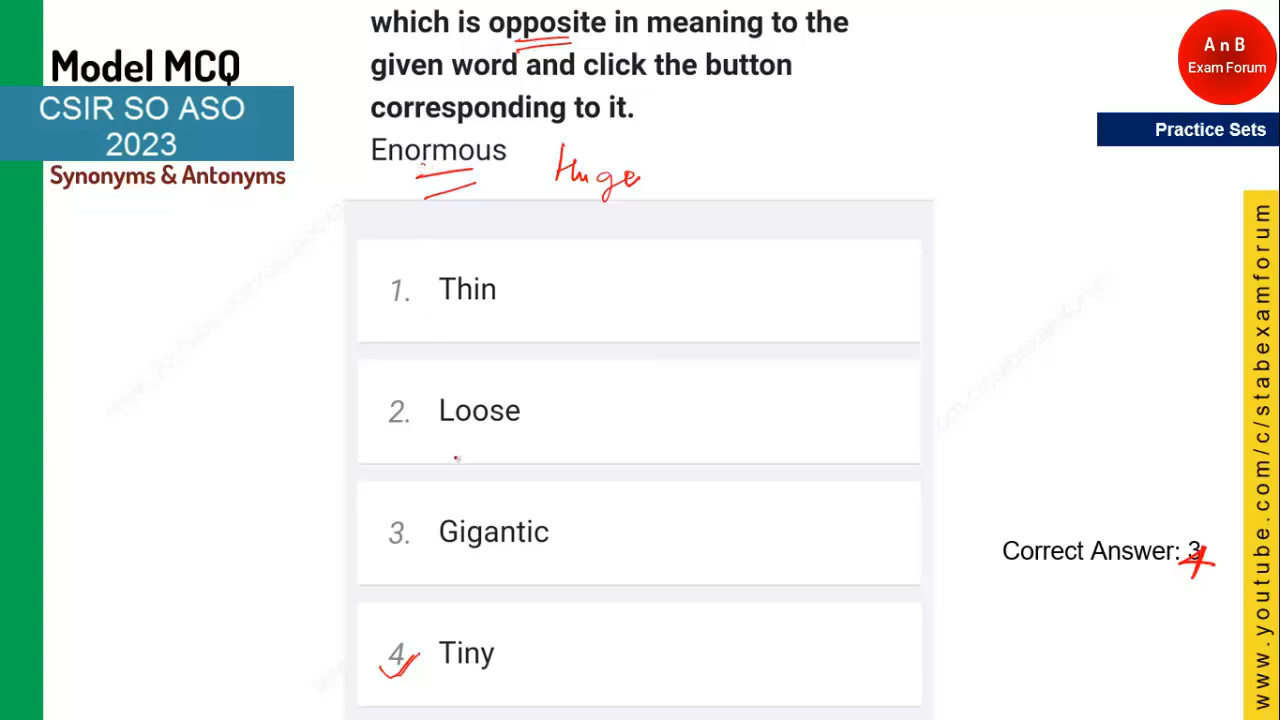 which is opposite in meaning to the
given word and click the button
corresponding to it.
Enormous
Huge
Model MCQ
CSIR SO ASO
2023
Synonyms & Antonyms
A n B
Exam Forum
Practice Sets
1. Thin
2. Loose
3. Gigantic
4. Tiny
Correct Answer: 3
4
www.youtube.com/c/stabexamforum